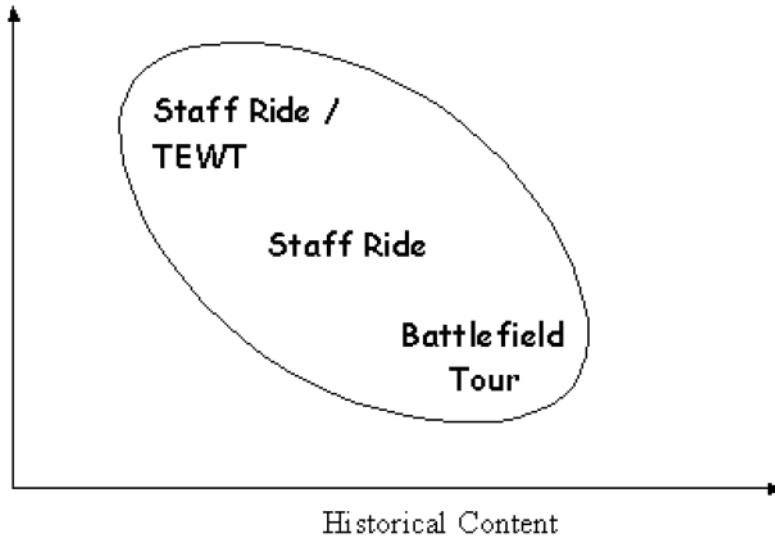 Staff Ride /
TEWT
Staff Ride
Battlefield
Tour
Historical Content